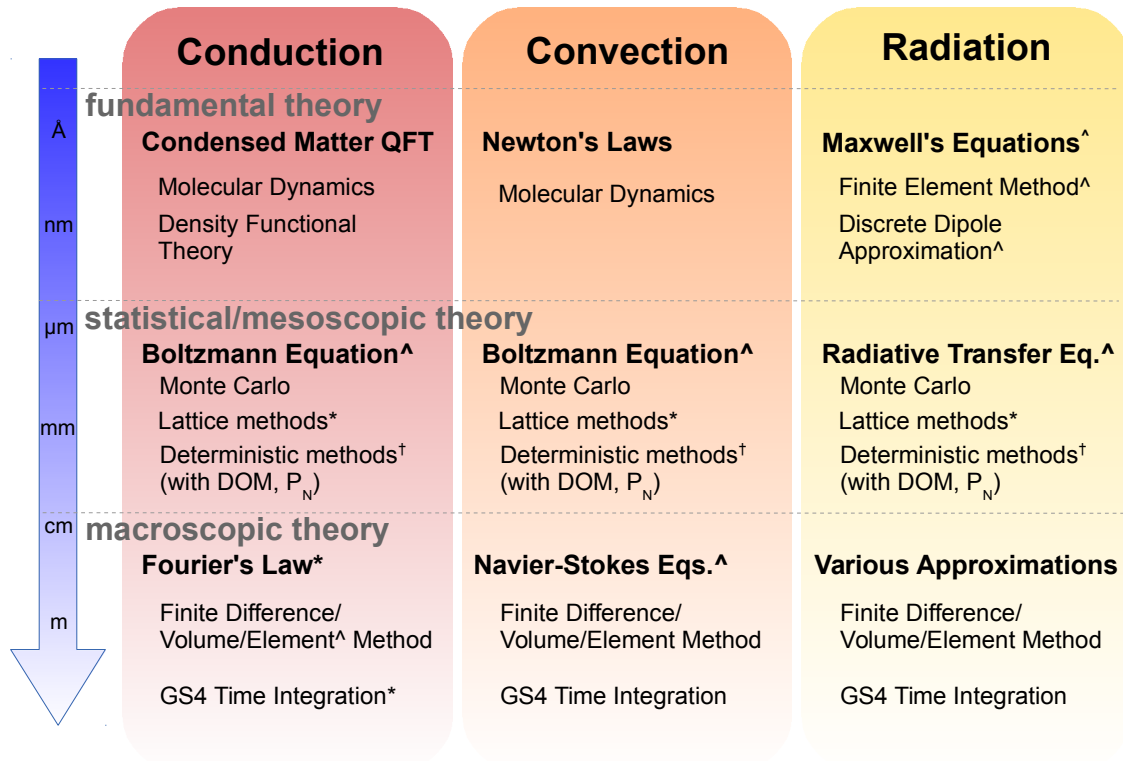 Conduction
Convection
Radiation
fundamental theory
Å
nm
µm
mm
cm
m
Condensed Matter QFT
Molecular Dynamics
Density Functional
Theory
Newton's Laws
Molecular Dynamics
Maxwell's Equations^
Finite Element Method^
Discrete Dipole
Approximation^
statistical/mesoscopic theory
Boltzmann Equation^
Monte Carlo
Lattice methods*
Deterministic methods†
(with DOM, P_N)
Boltzmann Equation^
Monte Carlo
Lattice methods*
Deterministic methods†
(with DOM, P_N)
Radiative Transfer Eq.^
Monte Carlo
Lattice methods*
Deterministic methods†
(with DOM, P_N)
macroscopic theory
Fourier's Law*
Finite Difference/
Volume/Element^ Method
GS4 Time Integration*
Navier-Stokes Eqs.^
Finite Difference/
Volume/Element Method
GS4 Time Integration
Various Approximations
Finite Difference/
Volume/Element Method
GS4 Time Integration